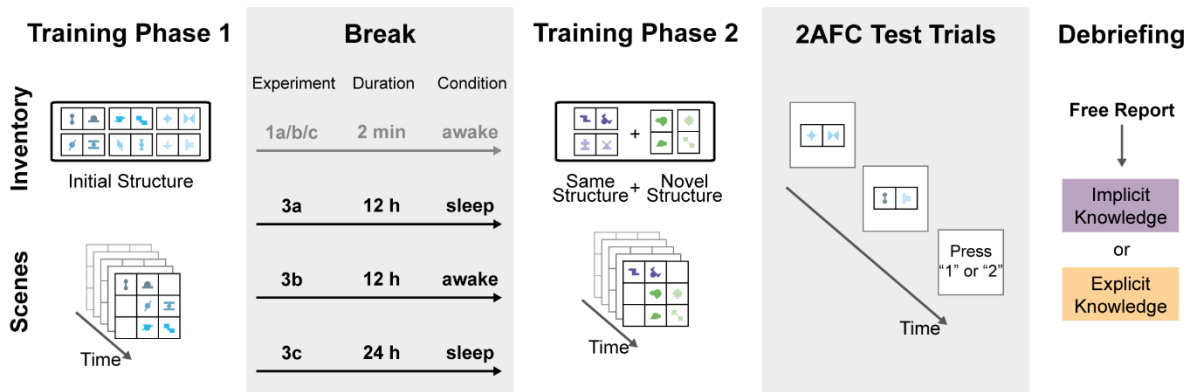 Training Phase 1
Break
Training Phase 2
2AFC Test Trials
Debriefing
Inventory
Initial Structure
Experiment Duration Condition
1a/b/c 2 min awake
3a 12 h sleep
3b 12 h awake
3c 24 h sleep
+
Same + Novel
Structure Structure
Scenes
Time
Time
Press
“1” or “2”
Time
Free Report
Implicit
Knowledge
or
Explicit
Knowledge